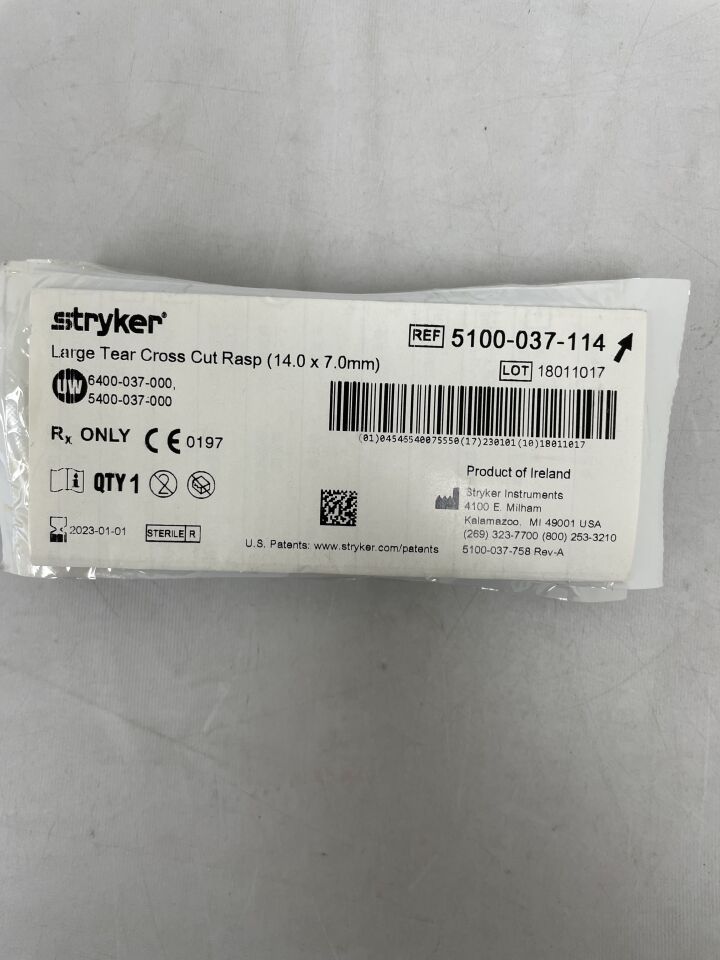 stryker®
REF 5100-037-114
Large Tear Cross Cut Rasp (14.0 x 7.0mm)
LOT 18011017
UW 6400-037-000,
5400-037-000
(01)04546540075550(17)230101(10)18011017
Rx ONLY CE 0197
Product of Ireland
i QTY 1 2
Stryker Instruments
4100 E. Milham
Kalamazoo, MI 49001 USA
(269) 323-7700 (800) 253-3210
2023-01-01 STERILE R
U.S. Patents: www.stryker.com/patents
5100-037-758 Rev-A